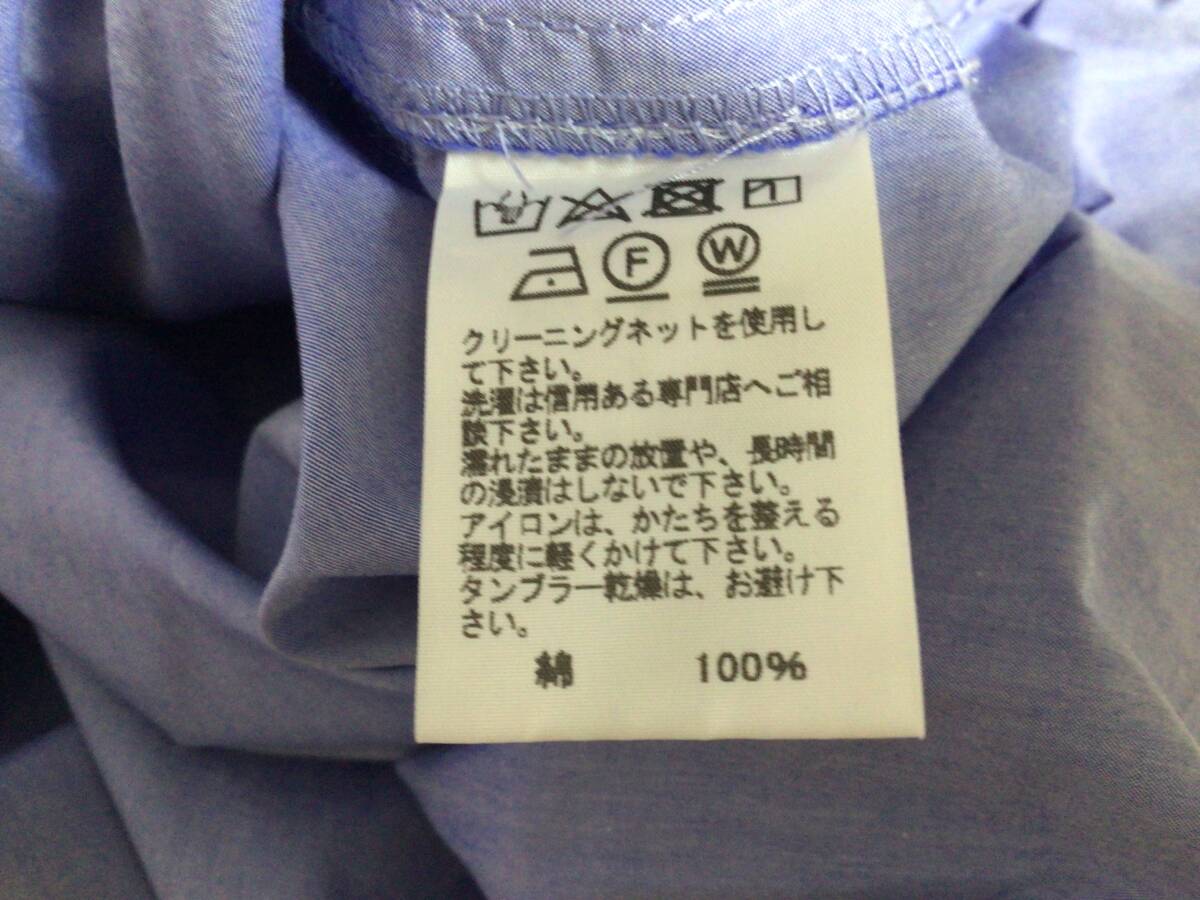 F W
クリーニングネットを使用し
て下さい。
洗濯は信用ある専門店へご相
談下さい。
濡れたままの放置や、長時間
の浸漬はしないで下さい。
アイロンは、かたちを整える
程度に軽くかけて下さい。
タンブラー乾燥は、お避け下
さい。
綿 100%